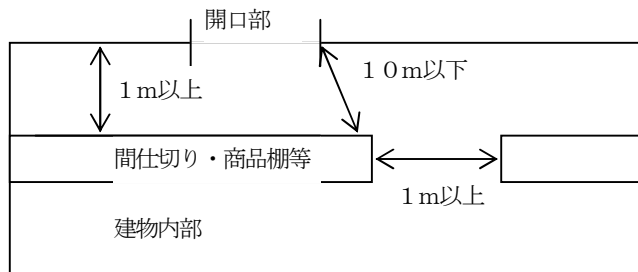 開口部
１０ｍ以下
１ｍ以上
間仕切り・商品棚等
１ｍ以上
建物内部